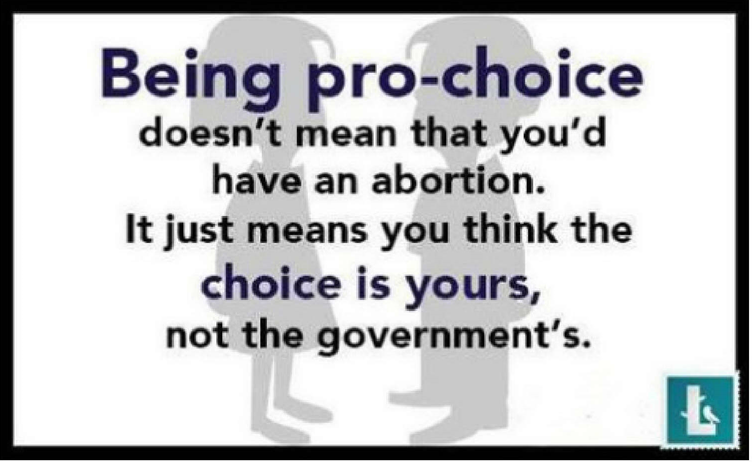 Being pro-choice
doesn't mean that you'd
have an abortion.
It just means you think the
choice is yours,
not the government's.
L